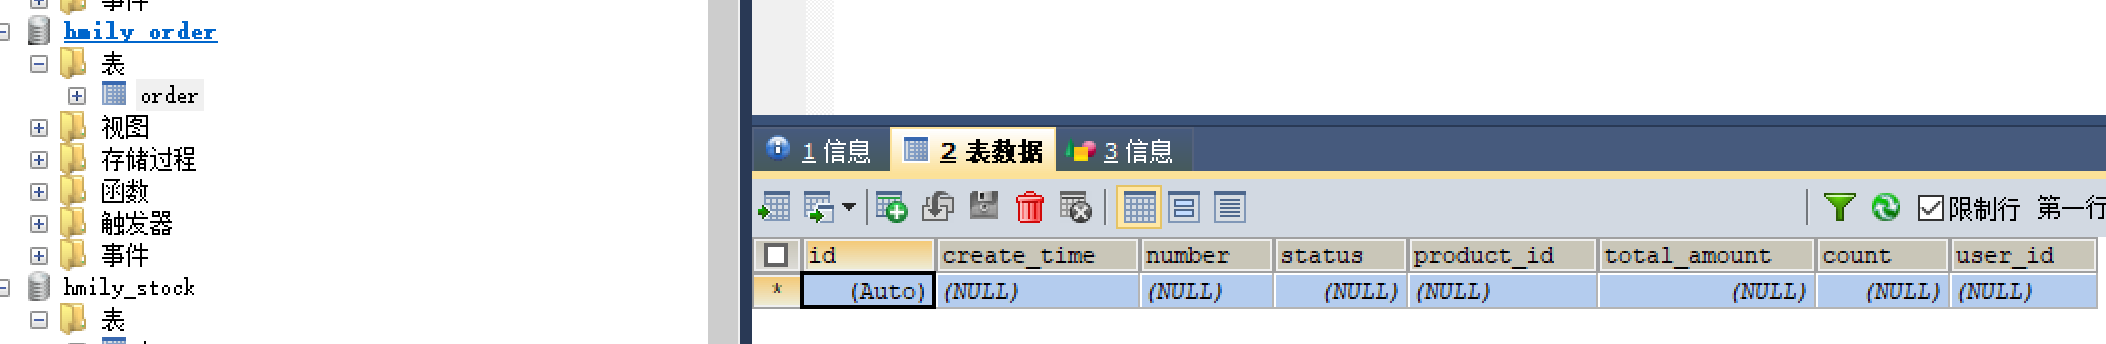 事件
hmily_order
表
order
视图
存储过程
函数
触发器
事件
hmily_stock
表
1 信息 2 表数据 3 信息
限制行 第一行
id create_time number status product_id total_amount count user_id
* (Auto) (NULL) (NULL) (NULL) (NULL) (NULL) (NULL) (NULL)